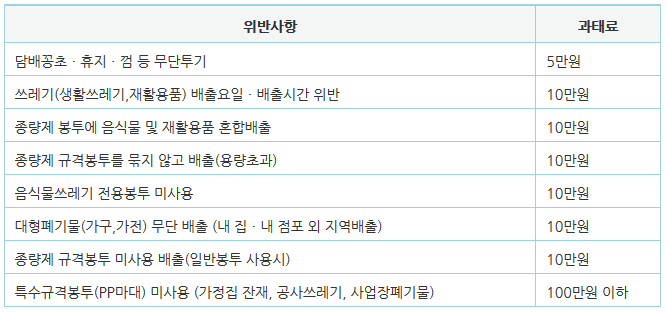 위반사항 과태료
담배꽁초 · 휴지 · 껌 등 무단투기 5만원
쓰레기(생활쓰레기,재활용품) 배출요일 · 배출시간 위반 10만원
종량제 봉투에 음식물 및 재활용품 혼합배출 10만원
종량제 규격봉투를 묶지 않고 배출(용량초과) 10만원
음식물쓰레기 전용봉투 미사용 10만원
대형폐기물(가구,가전) 무단 배출 (내 집 · 내 점포 외 지역배출) 10만원
종량제 규격봉투 미사용 배출(일반봉투 사용시) 10만원
특수규격봉투(PP마대) 미사용 (가정집 잔재, 공사쓰레기, 사업장폐기물) 100만원 이하